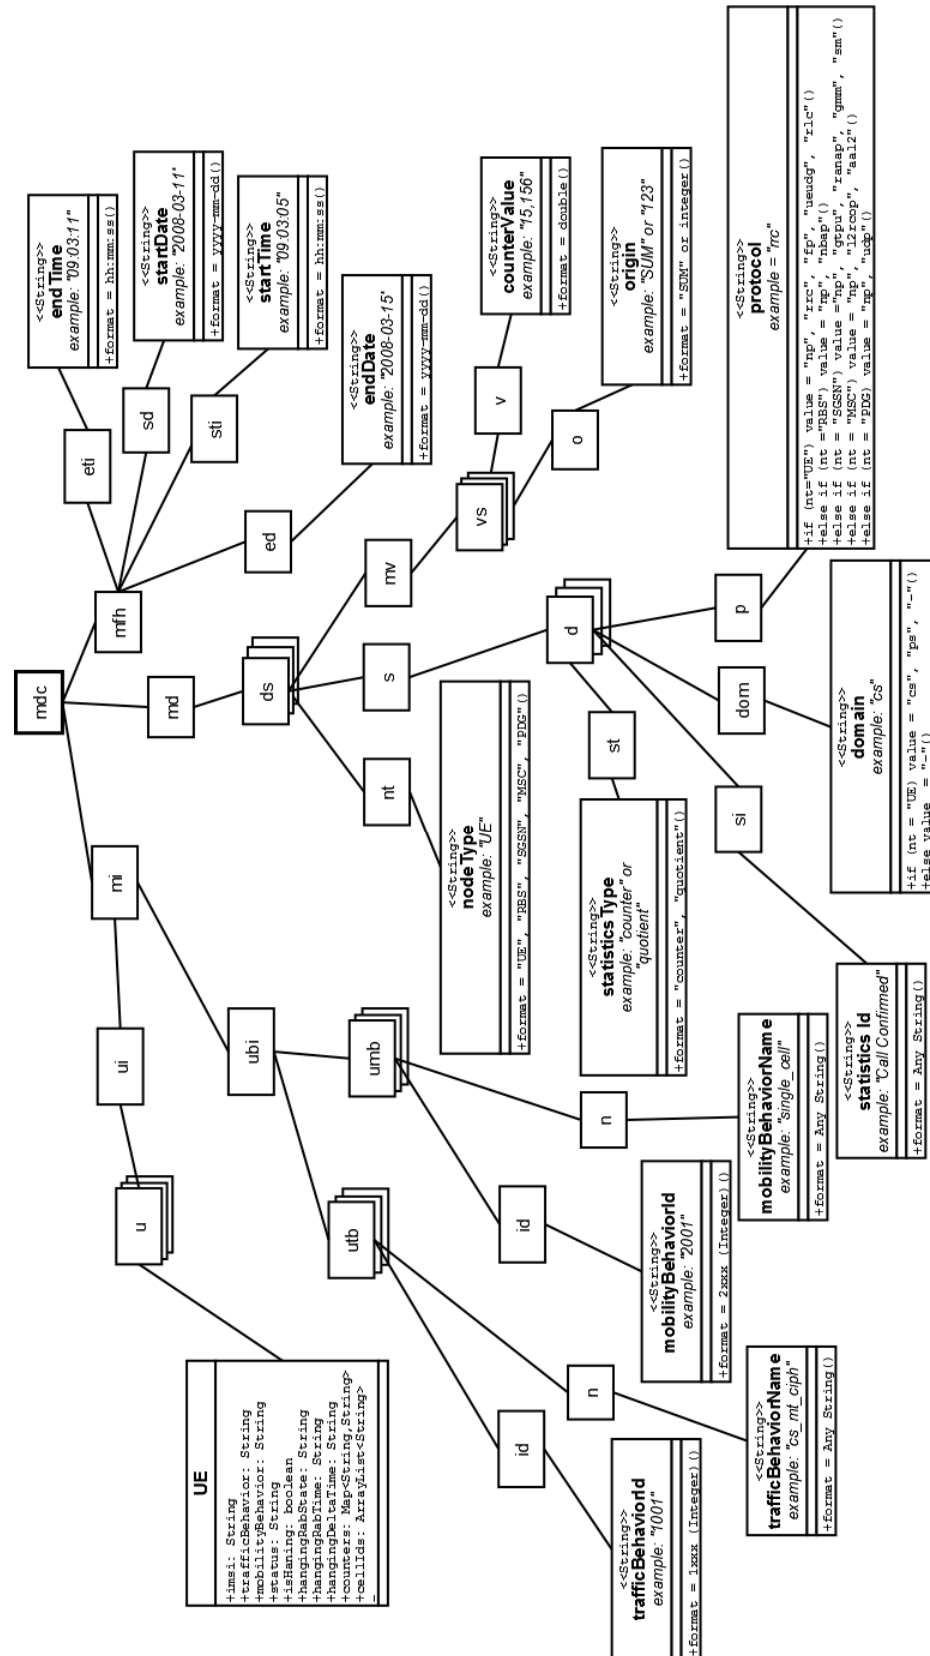 mdc
mi
md
mfh
ui
ubi
u
UE
+imsi: String
+trafficBehavior: String
+mobilityBehavior: String
+status: String
+isHaning: boolean
+hangingRabState: String
+hangingRabTime: String
+hangingDeltaTime: String
+counters: Map<String,String>
+cellIds: ArrayList<String>
utb
umb
id
n
id
n
<<String>>
trafficBehaviorId
example: "1001"
+format = 1xxx (Integer)()
<<String>>
trafficBehaviorName
example: "cs_mt_ciph"
+format = Any String()
<<String>>
mobilityBehaviorId
example: "2001"
+format = 2xxx (Integer)()
<<String>>
mobilityBehaviorName
example: "single_cell"
+format = Any String()
ds
nt
s
mv
<<String>>
nodeType
example: "UE"
+format = "UE", "RBS", "SGSN", "MSC", "PDG"()
d
st
si
dom
p
<<String>>
statisticsType
example: "counter" or
"quotient"
+format = "counter", "quotient"()
<<String>>
statistics Id
example: "Call Confirmed"
+format = Any String()
<<String>>
domain
example: "cs"
+if (nt = "UE) value = "cs", "ps", "-"()
+else value = "-"()
<<String>>
protocol
example = "rrc"
+if (nt="UE") value = "np", "rrc", "fp", "ueudg", "rlc"()
+else if (nt ="RBS") value = "np", "nbap"()
+else if (nt = "SGSN") value ="np", "gtpu", "ranap", "gmm", "sm"()
+else if (nt = "MSC") value = "np", "l2rcop", "aal2"()
+else if (nt = "PDG) value = "np", "udp"()
vs
v
o
<<String>>
counterValue
example: "15,156"
+format = double()
<<String>>
origin
example: "SUM" or "123"
+format = "SUM" or integer()
eti
sd
sti
ed
<<String>>
endTime
example: "09:03:11"
+format = hh:mm:ss()
<<String>>
startDate
example: "2008-03-11"
+format = yyyy-mm-dd()
<<String>>
startTime
example: "09:03:05"
+format = hh:mm:ss()
<<String>>
endDate
example: "2008-03-15"
+format = yyyy-mm-dd()